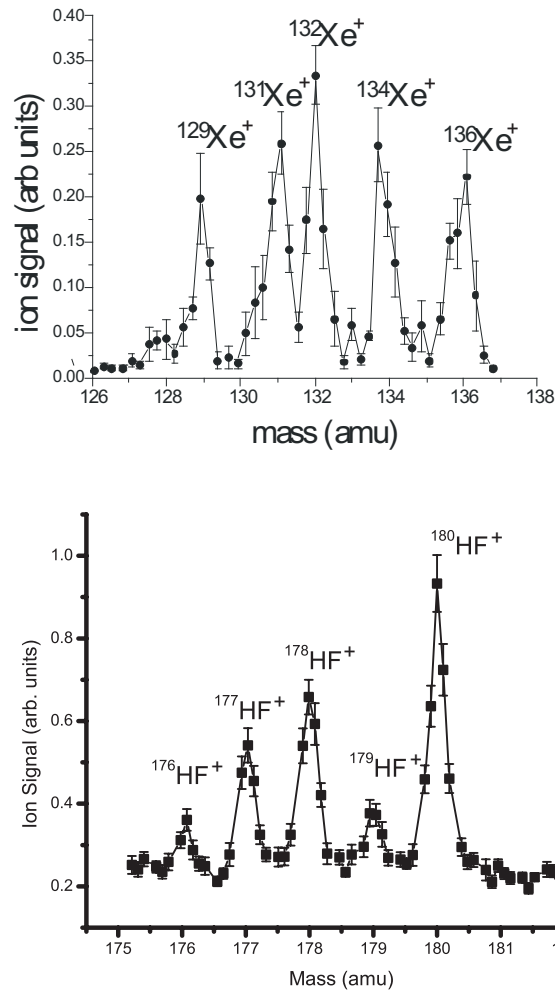 0.40
0.35
0.30
0.25
0.20
0.15
0.10
0.05
0.00
ion signal (arb units)
¹²⁹Xe⁺
¹³¹Xe⁺
¹³²Xe⁺
¹³⁴Xe⁺
¹³⁶Xe⁺
126 128 130 132 134 136 138
mass (amu)
1.0
0.8
0.6
0.4
0.2
Ion Signal (arb. units)
¹⁷⁶HF⁺
¹⁷⁷HF⁺
¹⁷⁸HF⁺
¹⁷⁹HF⁺
¹⁸⁰HF⁺
175 176 177 178 179 180 181
Mass (amu)